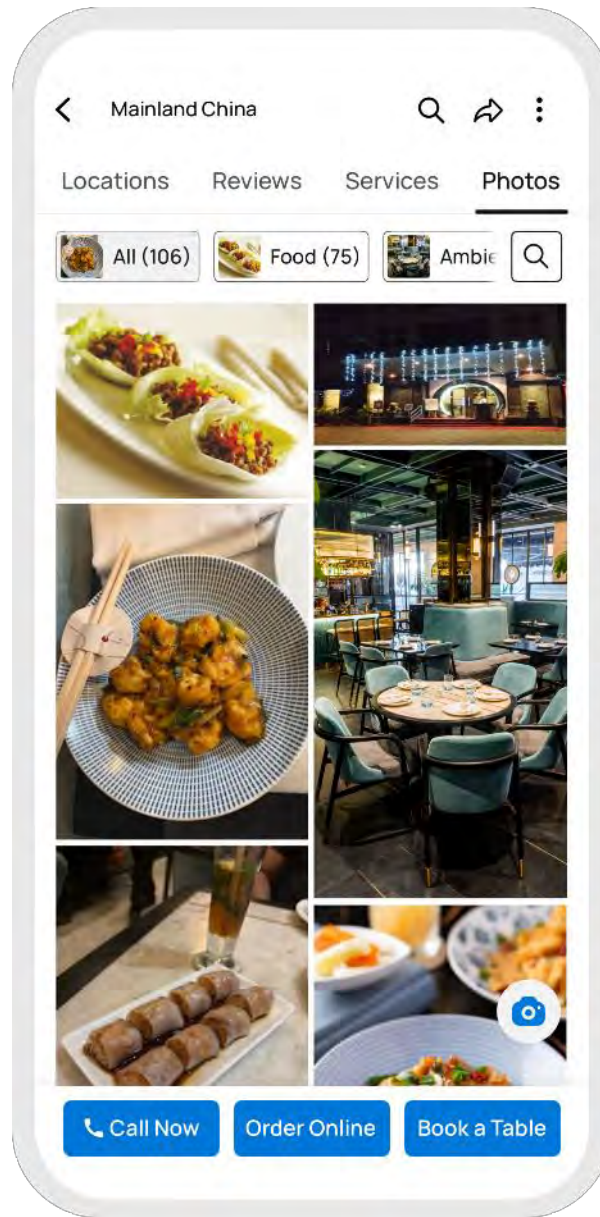 Mainland China
Locations Reviews Services Photos
All (106) Food (75) Ambie
Call Now Order Online Book a Table